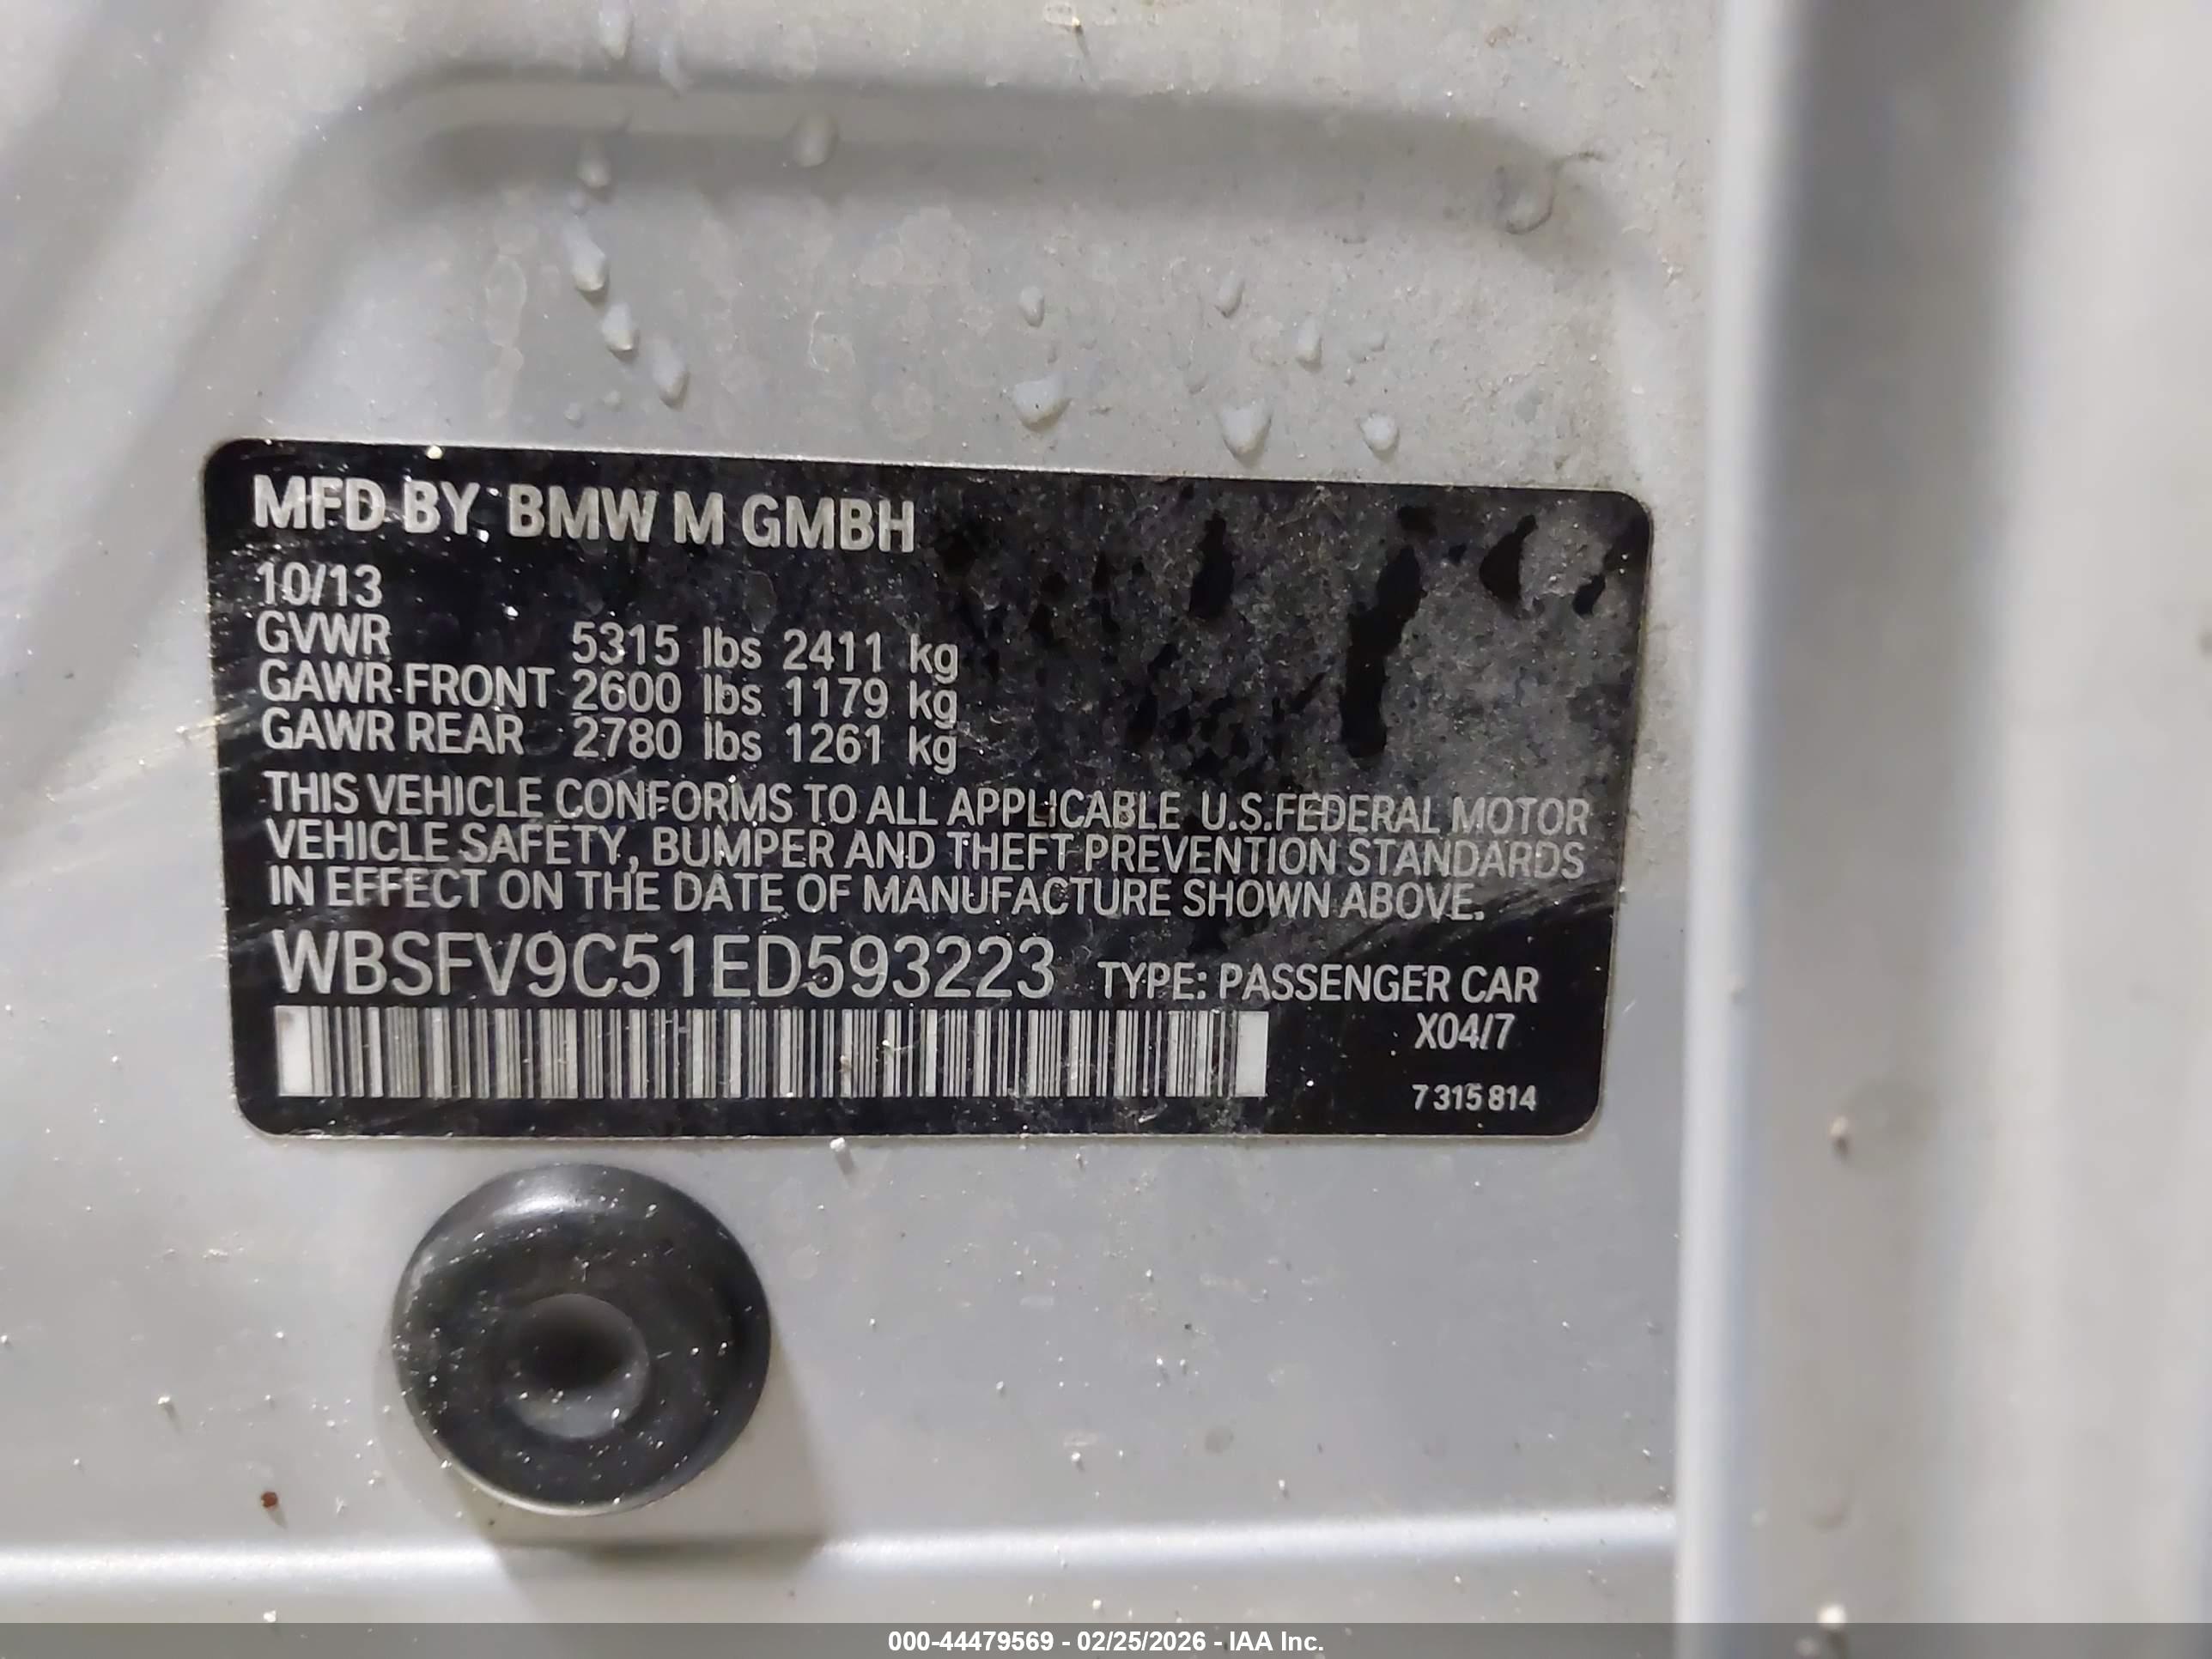 MFD BY. BMW M GMBH
10/13
GVWR 5315 lbs 2411 kg
GAWR FRONT 2600 lbs 1179 kg
GAWR REAR 2780 lbs 1261 kg
THIS VEHICLE CONFORMS TO ALL APPLICABLE U.S.FEDERAL MOTOR
VEHICLE SAFETY, BUMPER AND THEFT PREVENTION STANDARDS
IN EFFECT ON THE DATE OF MANUFACTURE SHOWN ABOVE.
WBSFV9C51ED593223 TYPE: PASSENGER CAR
X04/7
7 315 814
000-44479569 - 02/25/2026 - IAA Inc.